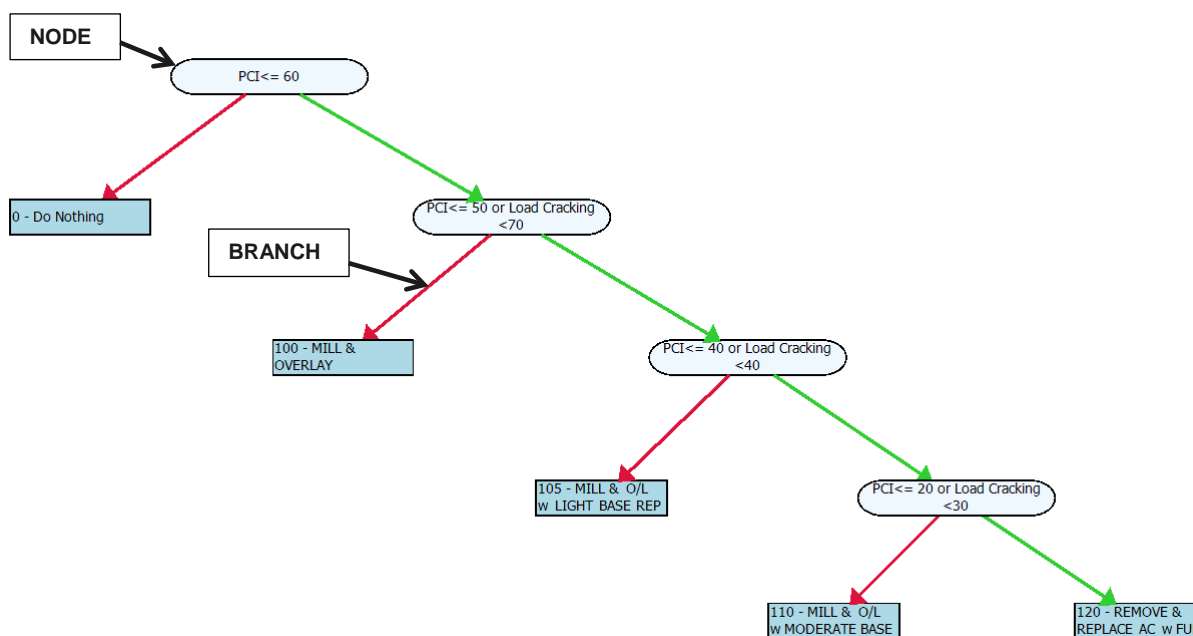 NODE
PCI<= 60
0 - Do Nothing
PCI<= 50 or Load Cracking
<70
BRANCH
100 - MILL &
OVERLAY
PCI<= 40 or Load Cracking
<40
105 - MILL & O/L
w LIGHT BASE REP
PCI<= 20 or Load Cracking
<30
110 - MILL & O/L
w MODERATE BASE
120 - REMOVE &
REPLACE AC w FU